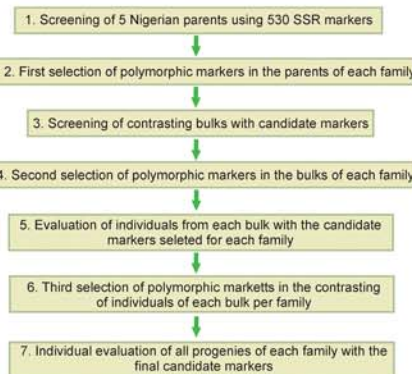 1. Screening of 5 Nigerian parents using 530 SSR markers
2. First selection of polymorphic markers in the parents of each family
3. Screening of contrasting bulks with candidate markers
4. Second selection of polymorphic markers in the bulks of each family
5. Evaluation of individuals from each bulk with the candidate
markers seleted for each family
6. Third selection of polymorphic marketts in the contrasting
of individuals of each bulk per family
7. Individual evaluation of all progenies of each family with the
final candidate markers